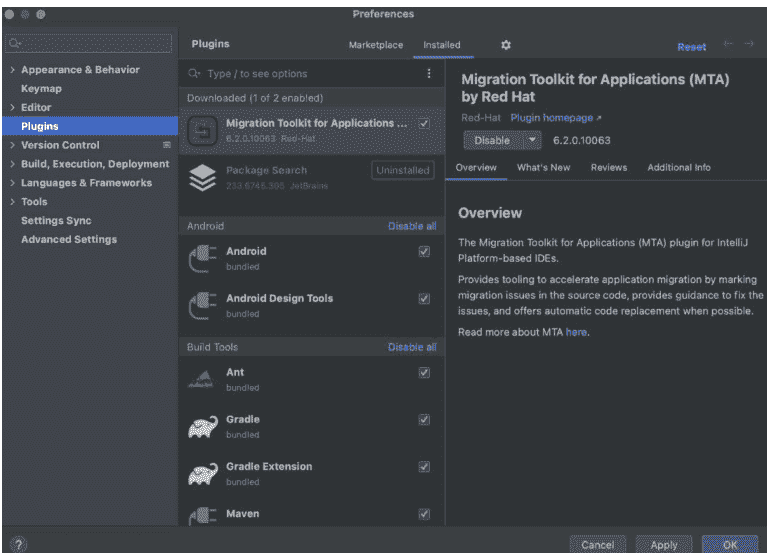 Preferences
Plugins
Marketplace
Installed
Reset
Appearance & Behavior
Keymap
Editor
Plugins
Version Control
Build, Execution, Deployment
Languages & Frameworks
Tools
Settings Sync
Advanced Settings
Type / to see options
Downloaded (1 of 2 enabled)
Migration Toolkit for Applications ...
6.2.0.10063 Red-Hat
Package Search
Uninstalled
233.6745.305 JetBrains
Android
Disable all
Android
bundled
Android Design Tools
bundled
Build Tools
Disable all
Ant
bundled
Gradle
bundled
Gradle Extension
bundled
Maven
Migration Toolkit for Applications (MTA)
by Red Hat
Red-Hat Plugin homepage ↗
Disable 6.2.0.10063
Overview What's New Reviews Additional Info
Overview
The Migration Toolkit for Applications (MTA) plugin for IntelliJ
Platform-based IDEs.
Provides tooling to accelerate application migration by marking
migration issues in the source code, provides guidance to fix the
issues, and offers automatic code replacement when possible.
Read more about MTA here.
?
Cancel
Apply
OK